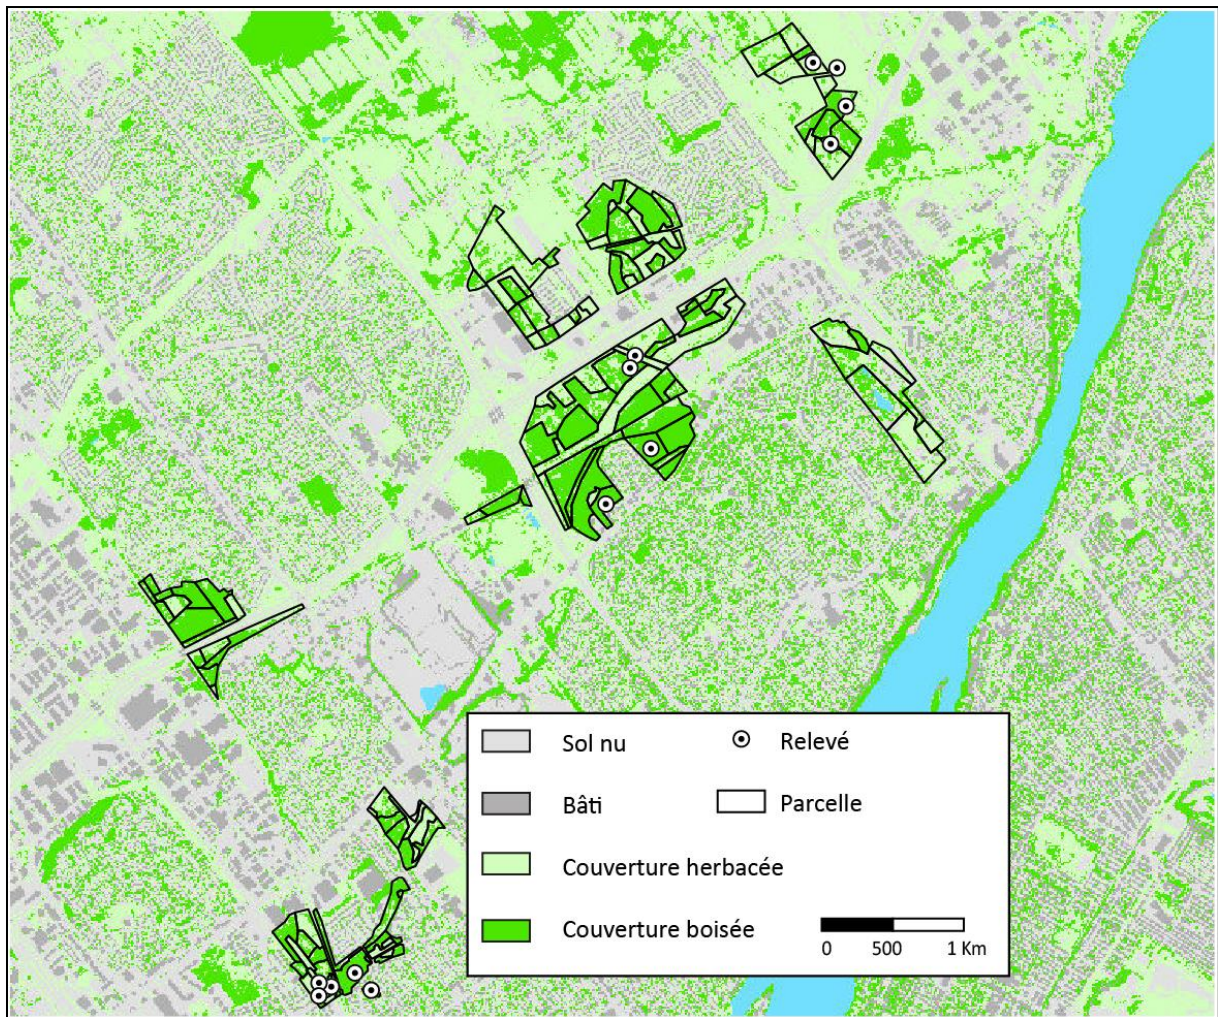 Sol nu
Relevé
Bâti
Parcelle
Couverture herbacée
Couverture boisée
0 500 1 Km